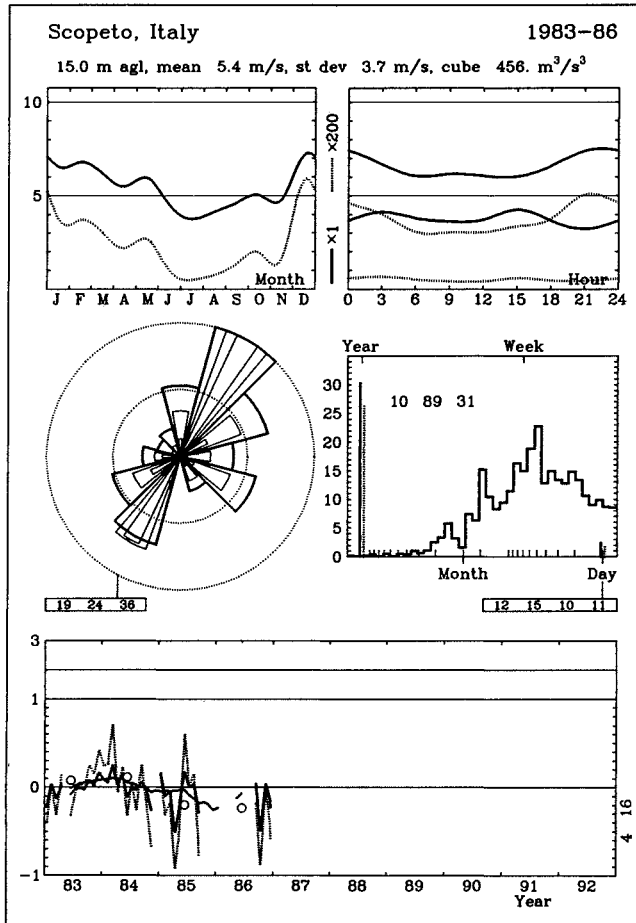 Scopeto, Italy 1983–86
15.0 m agl, mean 5.4 m/s, st dev 3.7 m/s, cube 456. m³/s³
10
5
J F M A M J J A S O N D
Month
×1 ×200
0 3 6 9 12 15 18 21 24
Hour
Year Week
30
25
20
15
10
5
0
10 89 31
Month Day
19 24 36
12 15 10 11
3
1
0
-1
83 84 85 86 87 88 89 90 91 92
Year
4 16